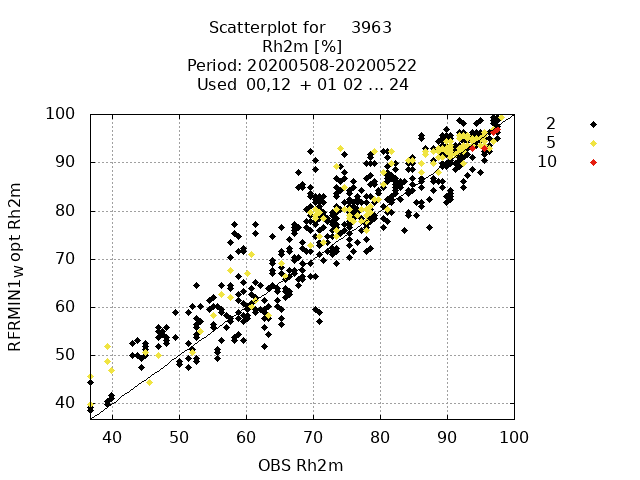 Scatterplot for 3963
Rh2m [%]
Period: 20200508-20200522
Used 00,12 + 01 02 ... 24
100
90
80
70
60
50
40
40 50 60 70 80 90 100
RFRMIN1w opt Rh2m
OBS Rh2m
2
5
10